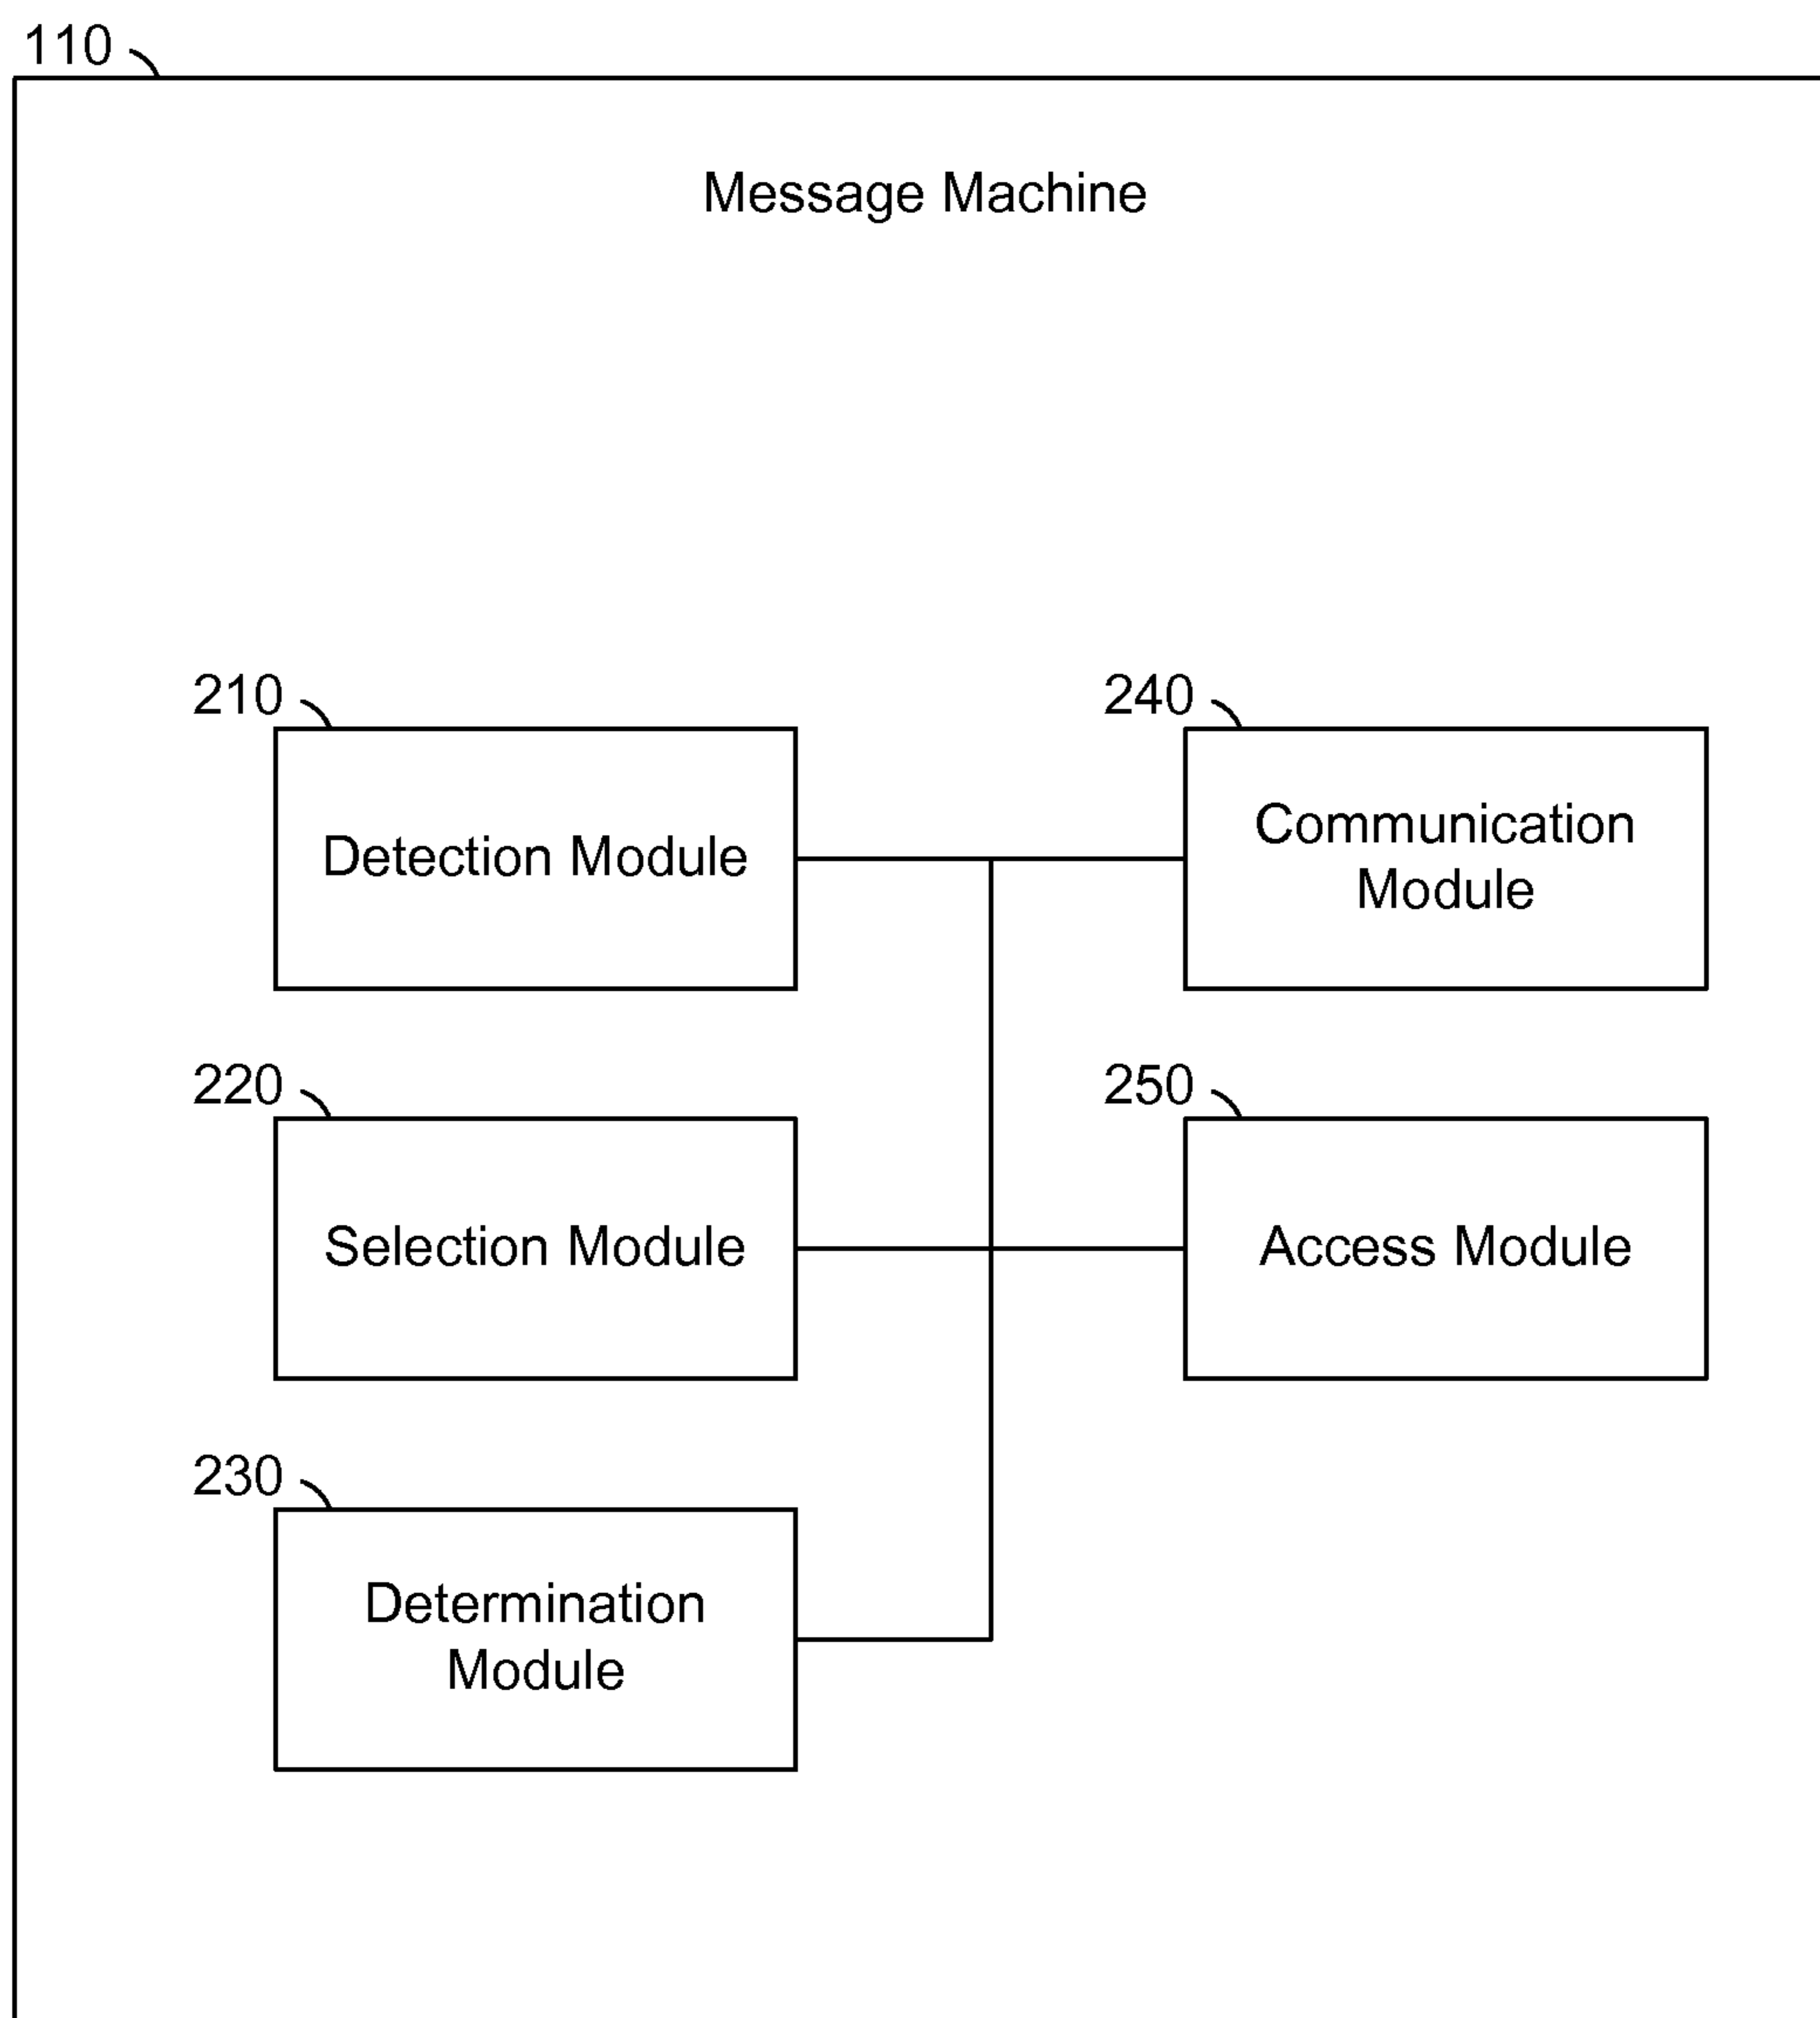 110
Message Machine
210
240
Detection Module
Communication
Module
220
250
Selection Module
Access Module
230
Determination
Module